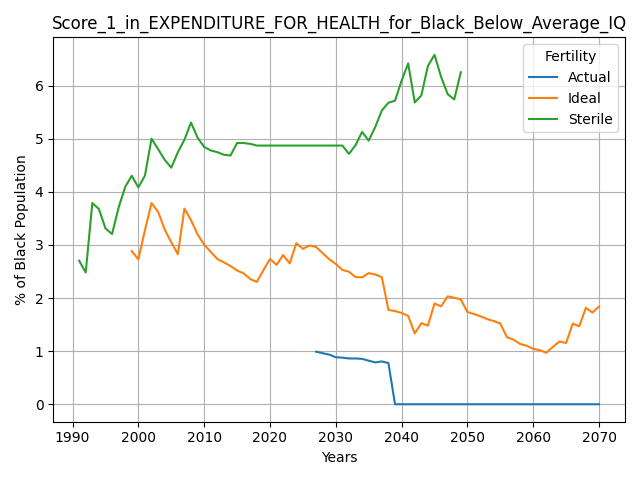 Score_1_in_EXPENDITURE_FOR_HEALTH_for_Black_Below_Average_IQ
Fertility
Actual
Ideal
Sterile
% of Black Population
6
5
4
3
2
1
0
1990 2000 2010 2020 2030 2040 2050 2060 2070
Years